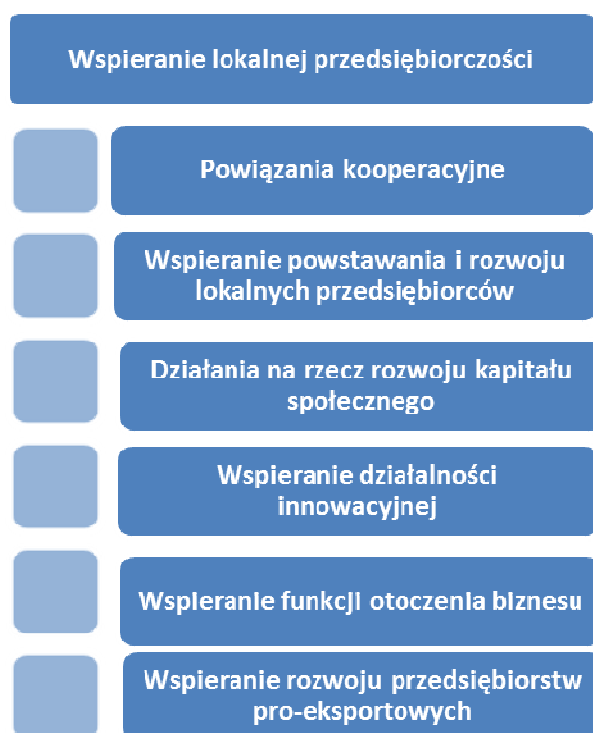 Wspieranie lokalnej przedsiębiorczości
Powiązania kooperacyjne
Wspieranie powstawania i rozwoju
lokalnych przedsiębiorców
Działania na rzecz rozwoju kapitału
społecznego
Wspieranie działalności
innowacyjnej
Wspieranie funkcji otoczenia biznesu
Wspieranie rozwoju przedsiębiorstw
pro-eksportowych